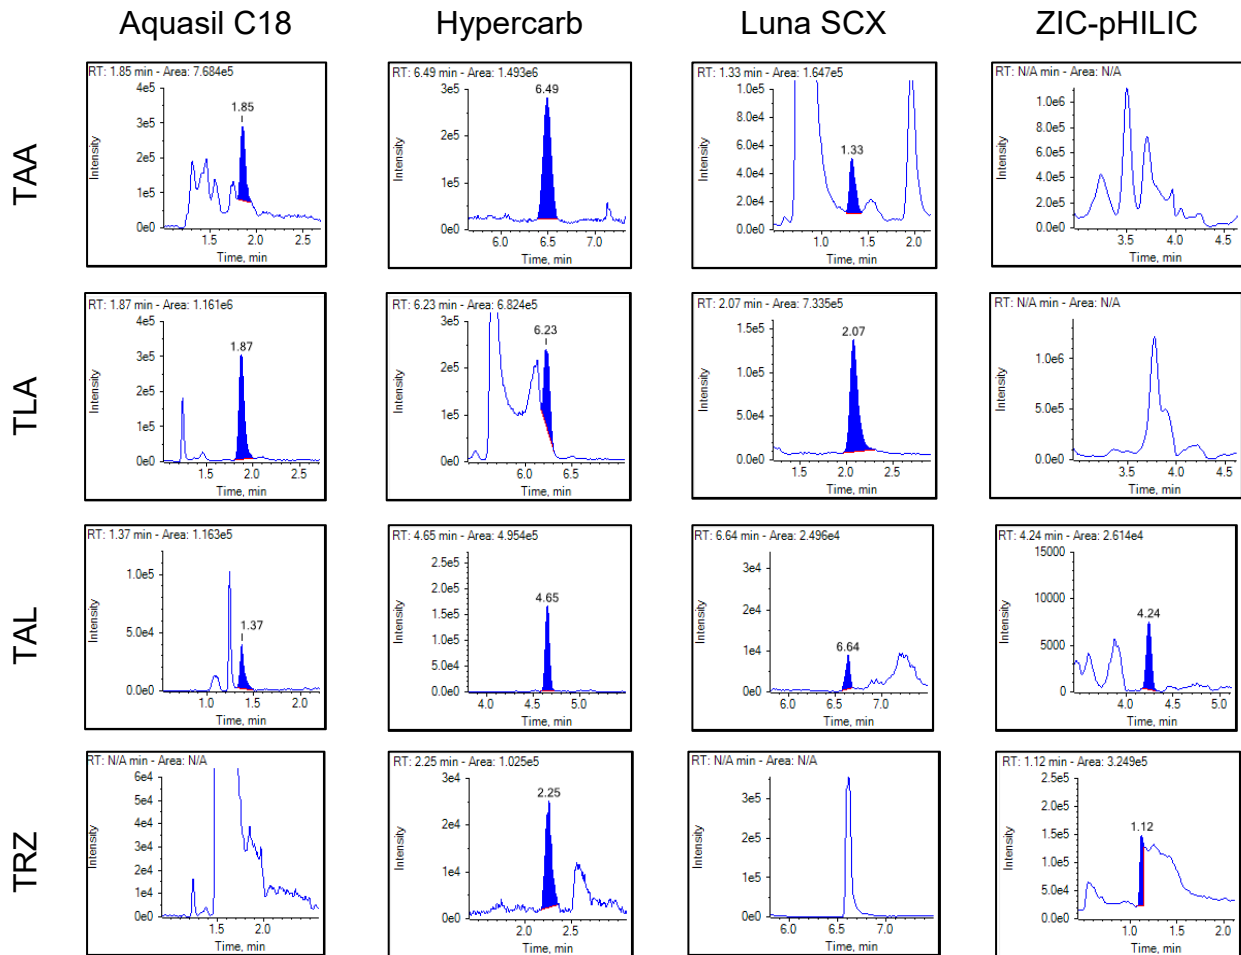 Aquasil C18 Hypercarb Luna SCX ZIC-pHILIC
TAA
RT: 1.85 min - Area: 7.684e5
4e5
3e5
2e5
1e5
0e0
Intensity
1.85
1.5 2.0 2.5
Time, min
RT: 6.49 min - Area: 1.493e6
3e5
2e5
1e5
0e0
Intensity
6.49
6.0 6.5 7.0
Time, min
RT: 1.33 min - Area: 1.647e5
1.0e5
8.0e4
6.0e4
4.0e4
2.0e4
0.0e0
Intensity
1.33
1.0 1.5 2.0
Time, min
RT: N/A min - Area: N/A
1.0e6
8.0e5
6.0e5
4.0e5
2.0e5
0.0e0
Intensity
3.5 4.0 4.5
Time, min
TLA
RT: 1.87 min - Area: 1.161e6
4e5
3e5
2e5
1e5
0e0
Intensity
1.87
1.5 2.0 2.5
Time, min
RT: 6.23 min - Area: 6.824e5
3e5
2e5
1e5
0e0
Intensity
6.23
6.0 6.5
Time, min
RT: 2.07 min - Area: 7.335e5
1.5e5
1.0e5
5.0e4
0.0e0
Intensity
2.07
1.5 2.0 2.5
Time, min
RT: N/A min - Area: N/A
1.0e6
5.0e5
0.0e0
Intensity
3.5 4.0 4.5
Time, min
TAL
RT: 1.37 min - Area: 1.163e5
1.0e5
5.0e4
0.0e0
Intensity
1.37
1.0 1.5 2.0
Time, min
RT: 4.65 min - Area: 4.954e5
2.5e5
2.0e5
1.5e5
1.0e5
5.0e4
0.0e0
Intensity
4.65
4.0 4.5 5.0
Time, min
RT: 6.64 min - Area: 2.496e4
3e4
2e4
1e4
0e0
Intensity
6.64
6.0 6.5 7.0
Time, min
RT: 4.24 min - Area: 2.614e4
15000
10000
5000
0
Intensity
4.24
4.0 4.5 5.0
Time, min
TRZ
RT: N/A min - Area: N/A
6e4
5e4
4e4
3e4
2e4
1e4
0e0
Intensity
1.5 2.0
Time, min
RT: 2.25 min - Area: 1.025e5
3e4
2e4
1e4
0e0
Intensity
2.25
2.0 2.5
Time, min
RT: N/A min - Area: N/A
3e5
2e5
1e5
0e0
Intensity
6.0 6.5 7.0
Time, min
RT: 1.12 min - Area: 3.249e5
2.5e5
2.0e5
1.5e5
1.0e5
5.0e4
0.0e0
Intensity
1.12
1.0 1.5 2.0
Time, min